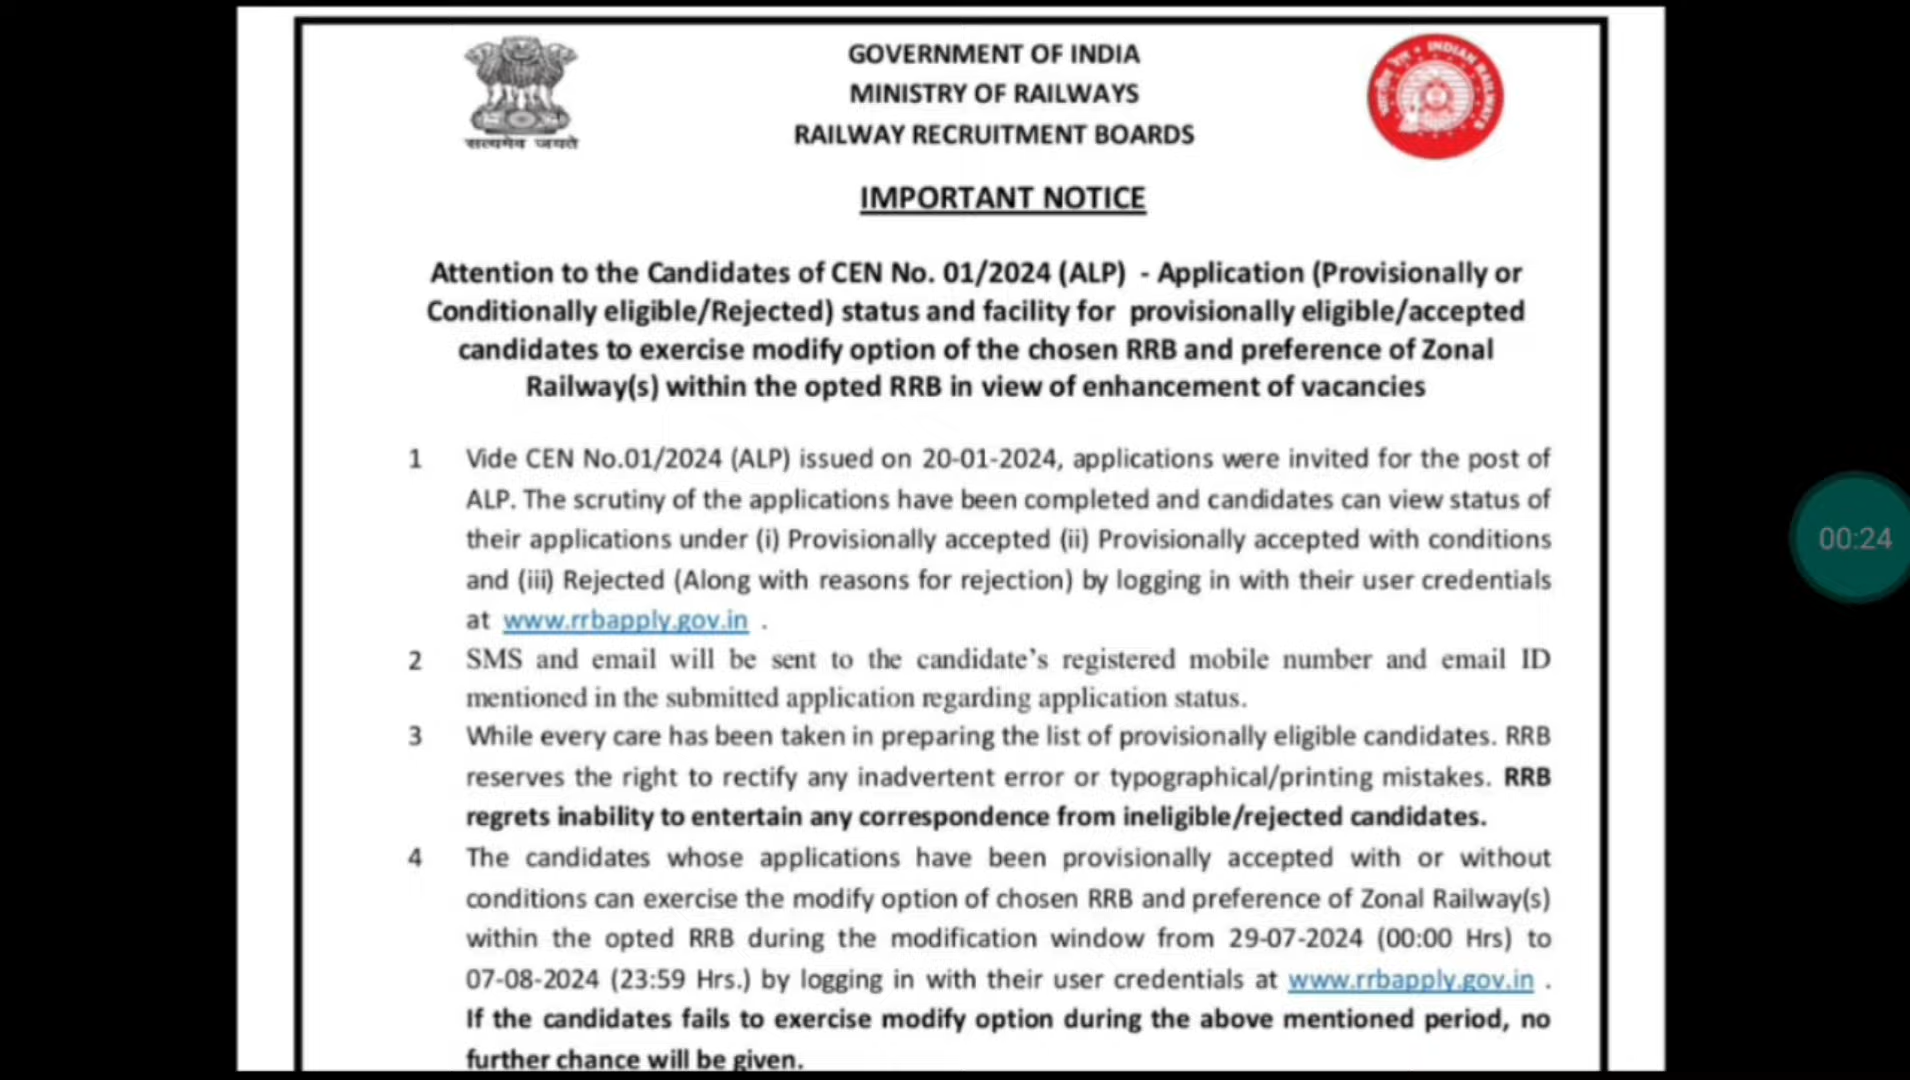 GOVERNMENT OF INDIA
MINISTRY OF RAILWAYS
RAILWAY RECRUITMENT BOARDS
सत्यमेव जयते
भारतीय रेल • INDIAN RAILWAYS
IMPORTANT NOTICE
Attention to the Candidates of CEN No. 01/2024 (ALP) - Application (Provisionally or
Conditionally eligible/Rejected) status and facility for provisionally eligible/accepted
candidates to exercise modify option of the chosen RRB and preference of Zonal
Railway(s) within the opted RRB in view of enhancement of vacancies
1 Vide CEN No.01/2024 (ALP) issued on 20-01-2024, applications were invited for the post of
ALP. The scrutiny of the applications have been completed and candidates can view status of
their applications under (i) Provisionally accepted (ii) Provisionally accepted with conditions
and (iii) Rejected (Along with reasons for rejection) by logging in with their user credentials
at www.rrbapply.gov.in .
2 SMS and email will be sent to the candidate's registered mobile number and email ID
mentioned in the submitted application regarding application status.
3 While every care has been taken in preparing the list of provisionally eligible candidates. RRB
reserves the right to rectify any inadvertent error or typographical/printing mistakes. RRB
regrets inability to entertain any correspondence from ineligible/rejected candidates.
4 The candidates whose applications have been provisionally accepted with or without
conditions can exercise the modify option of chosen RRB and preference of Zonal Railway(s)
within the opted RRB during the modification window from 29-07-2024 (00:00 Hrs) to
07-08-2024 (23:59 Hrs.) by logging in with their user credentials at www.rrbapply.gov.in .
If the candidates fails to exercise modify option during the above mentioned period, no
further chance will be given.
00:24